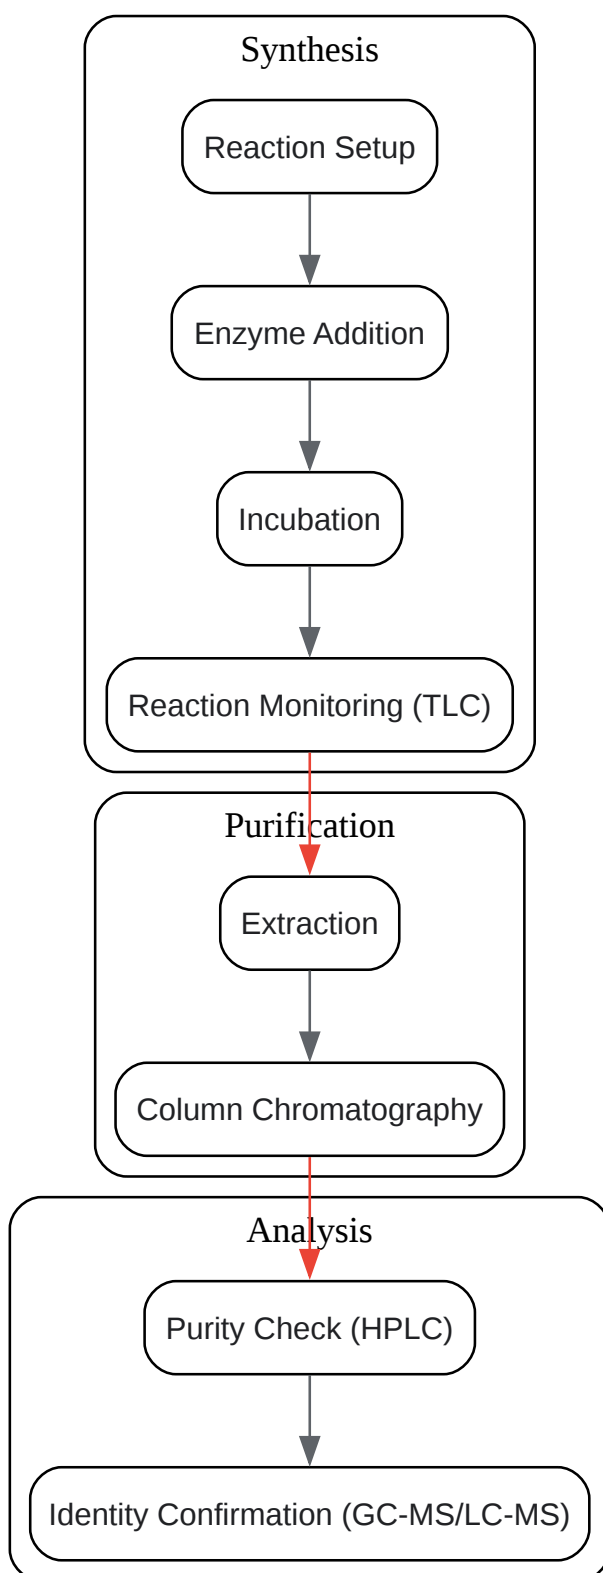 Synthesis
Reaction Setup
Enzyme Addition
Incubation
Reaction Monitoring (TLC)
Purification
Extraction
Column Chromatography
Analysis
Purity Check (HPLC)
Identity Confirmation (GC-MS/LC-MS)